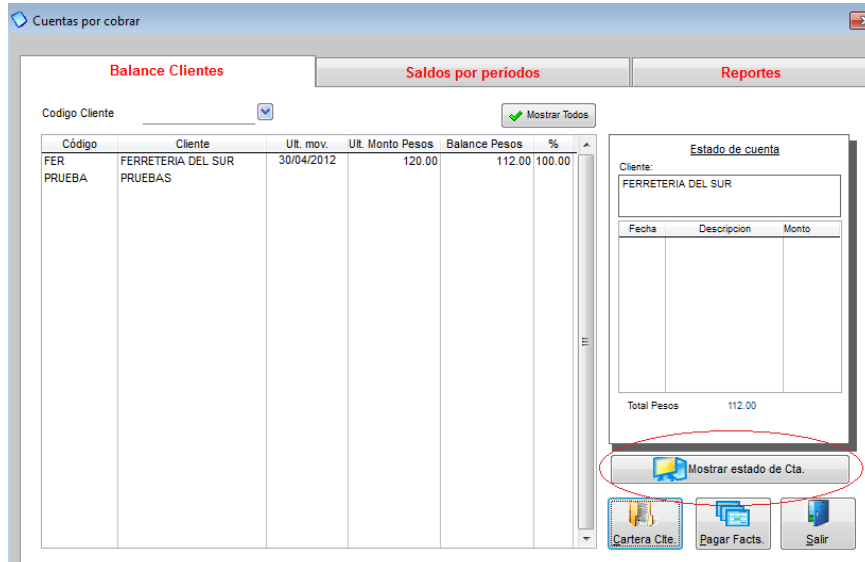 Cuentas por cobrar
Balance Clientes
Saldos por períodos
Reportes
Codigo Cliente
Mostrar Todos
Código Cliente Ult. mov. Ult. Monto Pesos Balance Pesos %
FER FERRETERIA DEL SUR 30/04/2012 120.00 112.00 100.00
PRUEBA PRUEBAS
Estado de cuenta
Cliente:
FERRETERIA DEL SUR
Fecha Descripcion Monto
Total Pesos 112.00
Mostrar estado de Cta.
Cartera Clte.
Pagar Facts.
Salir